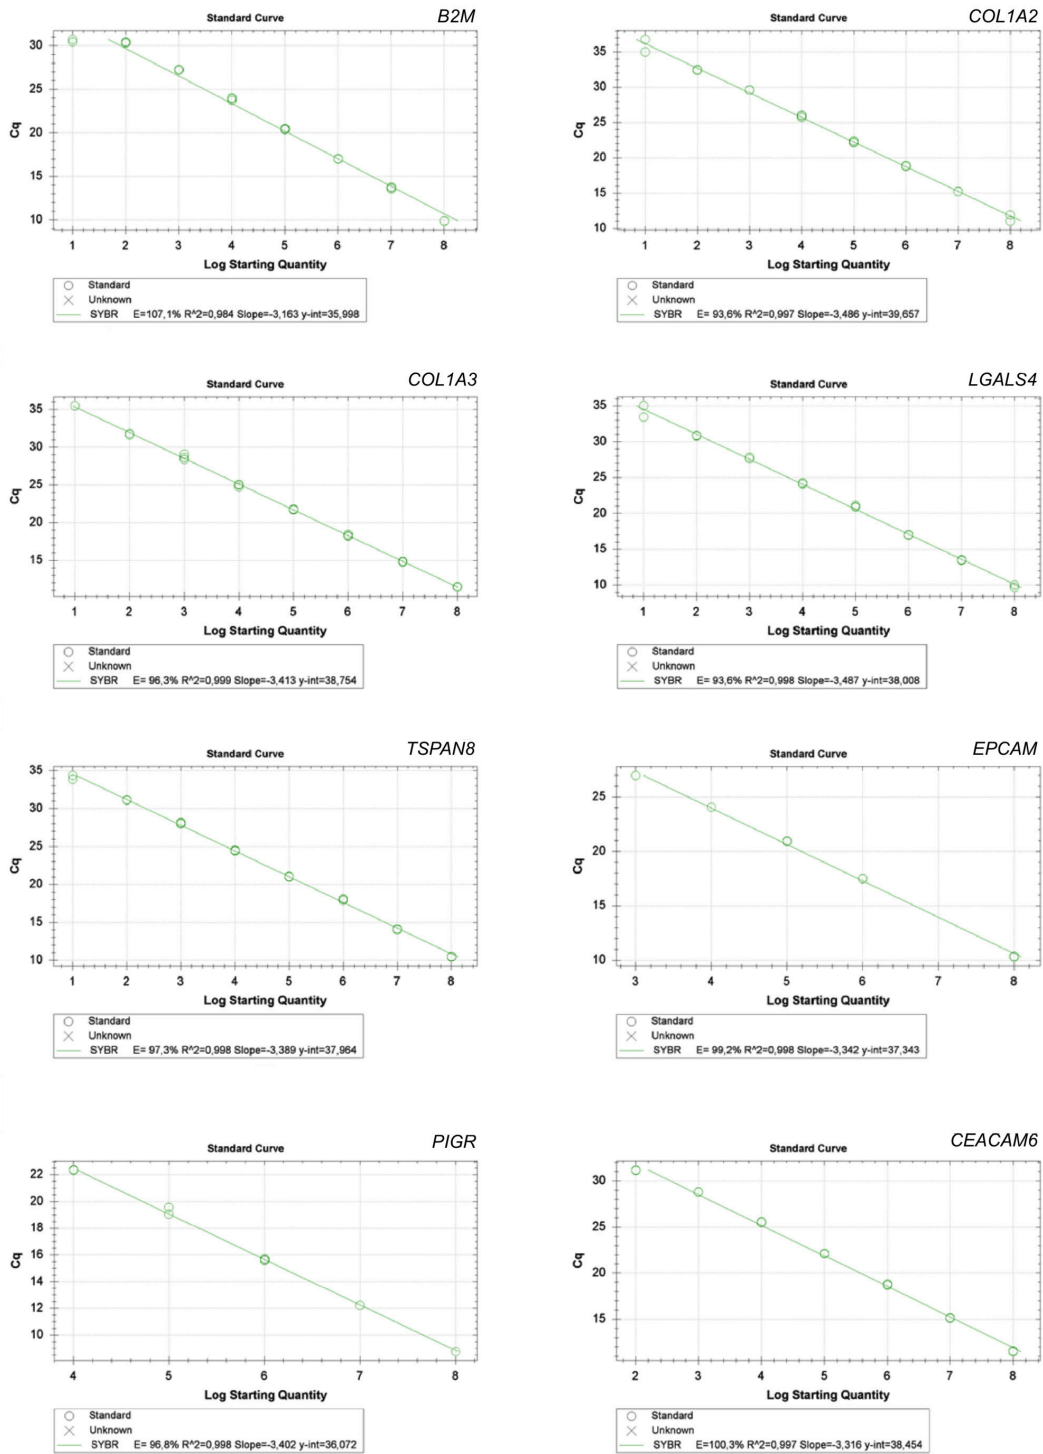 B2M
Standard Curve
30
25
20
15
10
Cq
1 2 3 4 5 6 7 8
Log Starting Quantity
Standard
Unknown
SYBR E=107,1% R^2=0,984 Slope=-3,163 y-int=35,998
COL1A2
Standard Curve
35
30
25
20
15
10
Cq
1 2 3 4 5 6 7 8
Log Starting Quantity
Standard
Unknown
SYBR E= 93,6% R^2=0,997 Slope=-3,486 y-int=39,657
COL1A3
Standard Curve
35
30
25
20
15
Cq
1 2 3 4 5 6 7 8
Log Starting Quantity
Standard
Unknown
SYBR E= 96,3% R^2=0,999 Slope=-3,413 y-int=38,754
LGALS4
Standard Curve
35
30
25
20
15
10
Cq
1 2 3 4 5 6 7 8
Log Starting Quantity
Standard
Unknown
SYBR E= 93,6% R^2=0,998 Slope=-3,487 y-int=38,008
TSPAN8
Standard Curve
35
30
25
20
15
10
Cq
1 2 3 4 5 6 7 8
Log Starting Quantity
Standard
Unknown
SYBR E= 97,3% R^2=0,998 Slope=-3,389 y-int=37,964
EPCAM
Standard Curve
25
20
15
10
Cq
3 4 5 6 7 8
Log Starting Quantity
Standard
Unknown
SYBR E= 99,2% R^2=0,998 Slope=-3,342 y-int=37,343
PIGR
Standard Curve
22
20
18
16
14
12
10
Cq
4 5 6 7 8
Log Starting Quantity
Standard
Unknown
SYBR E= 96,8% R^2=0,998 Slope=-3,402 y-int=36,072
CEACAM6
Standard Curve
30
25
20
15
Cq
2 3 4 5 6 7 8
Log Starting Quantity
Standard
Unknown
SYBR E=100,3% R^2=0,997 Slope=-3,316 y-int=38,454